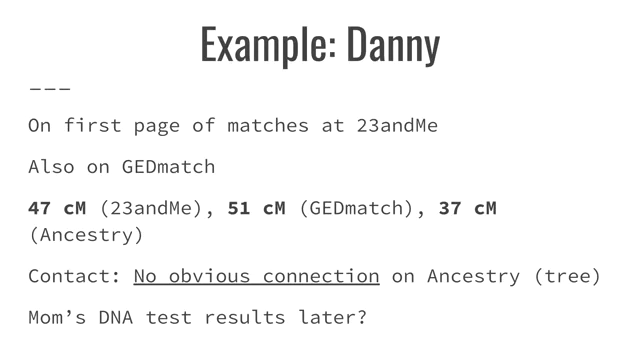 Example: Danny
———
On first page of matches at 23andMe
Also on GEDmatch
47 cM (23andMe), 51 cM (GEDmatch), 37 cM
(Ancestry)
Contact: No obvious connection on Ancestry (tree)
Mom’s DNA test results later?